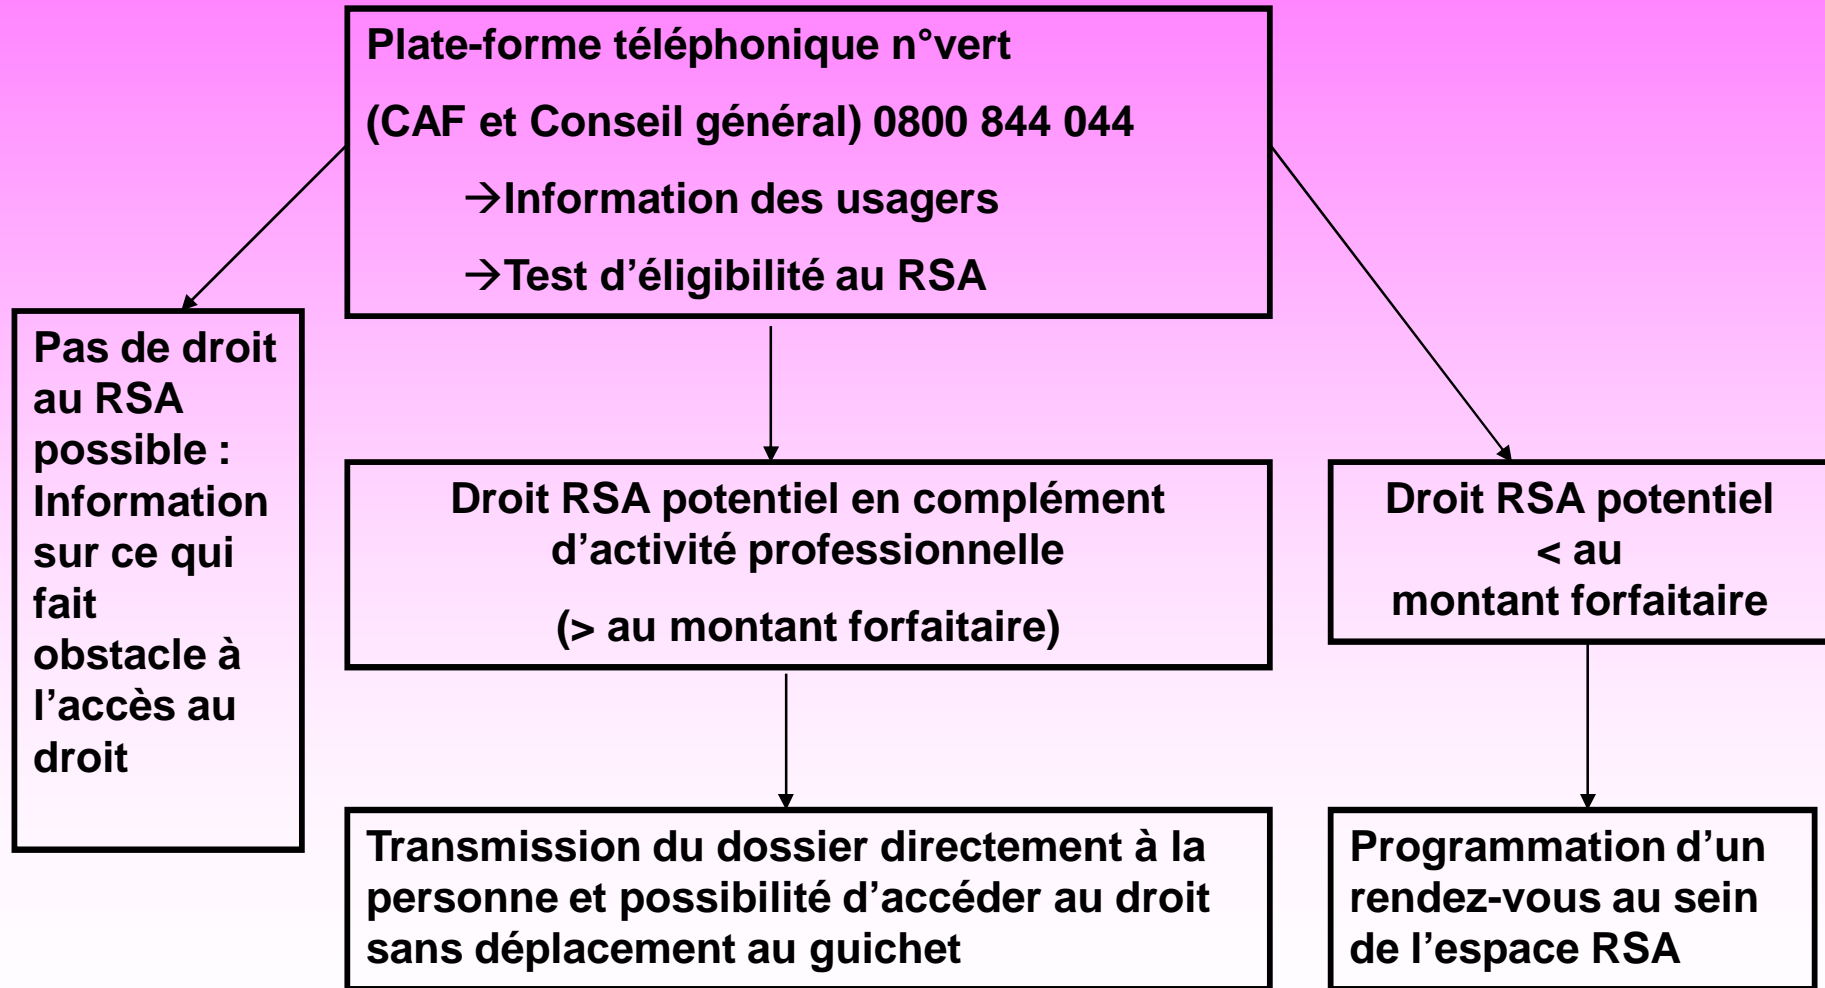 Plate-forme téléphonique n°vert
(CAF et Conseil général) 0800 844 044
→Information des usagers
→Test d’éligibilité au RSA
Pas de droit
au RSA
possible :
Information
sur ce qui
fait
obstacle à
l’accès au
droit
Droit RSA potentiel en complément
d’activité professionnelle
(> au montant forfaitaire)
Droit RSA potentiel
< au
montant forfaitaire
Transmission du dossier directement à la
personne et possibilité d’accéder au droit
sans déplacement au guichet
Programmation d’un
rendez-vous au sein
de l’espace RSA